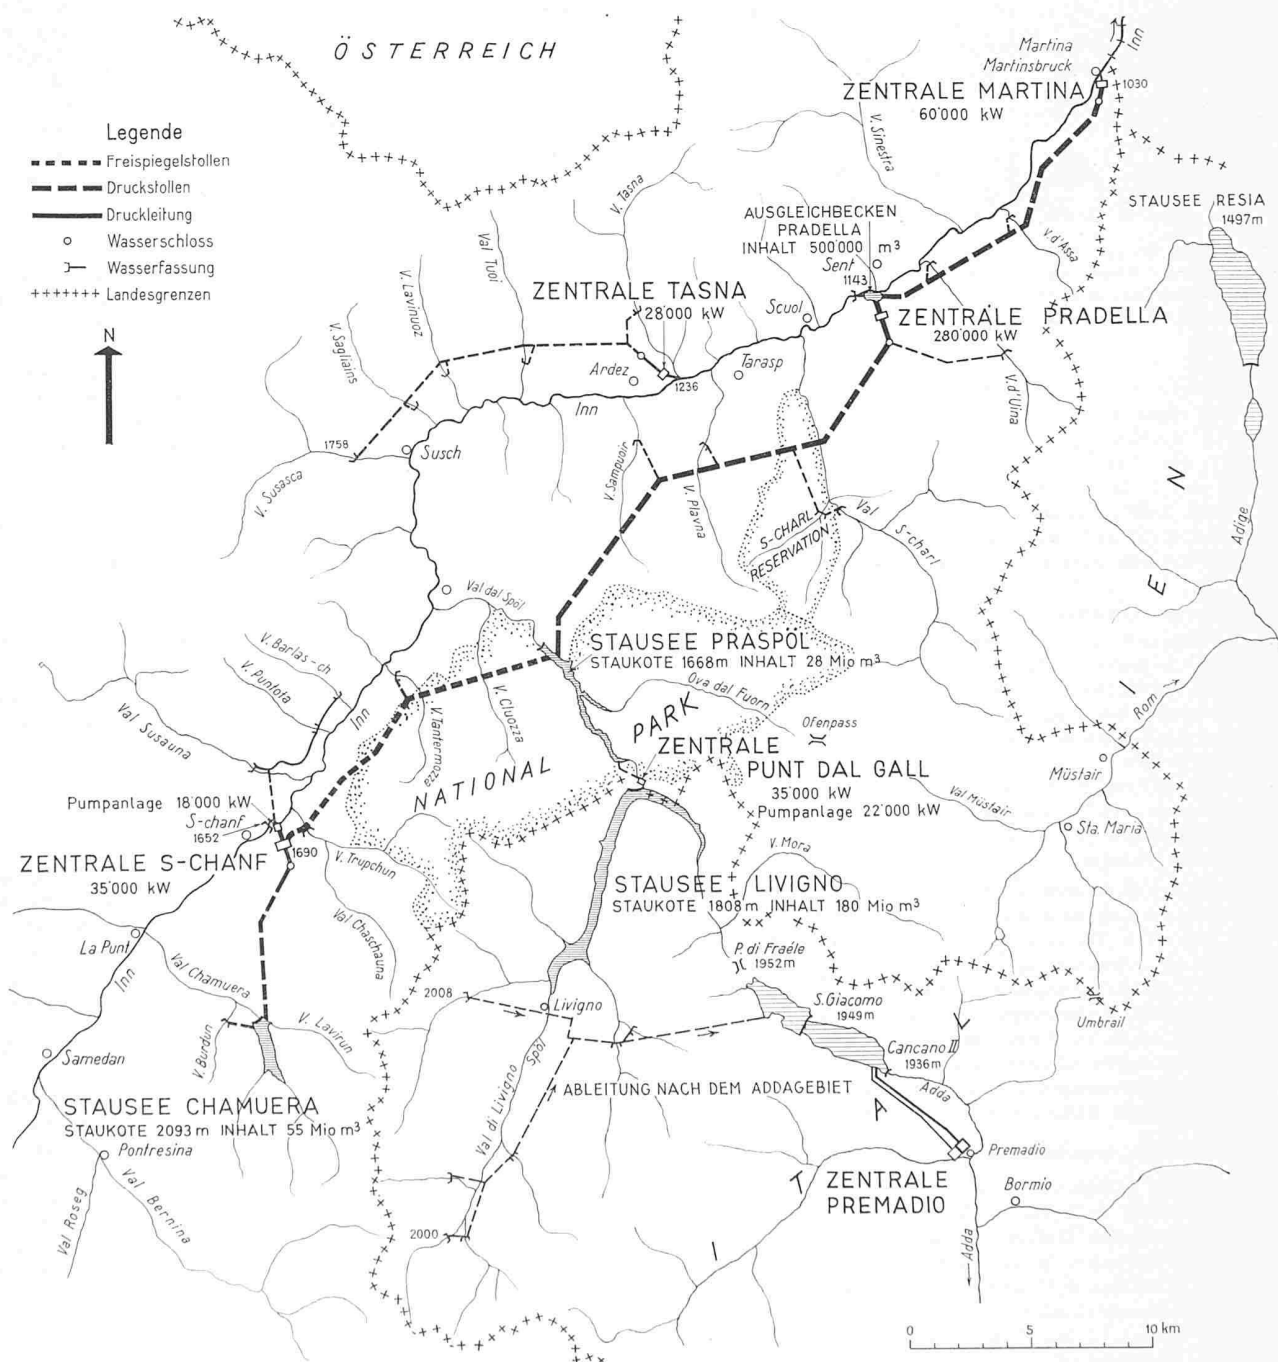 ÖSTERREICH
Martina
Martinsbruck
Inn
1030
ZENTRALE MARTINA
60'000 kW
Legende
Freispiegelstollen
Druckstollen
Druckleitung
Wasserschloss
Wasserfassung
Landesgrenzen
N
V. Sinestra
V. Tasna
Val Tuoi
V. Lavinuoz
V. Sagliains
STAUSEE RESIA
1497m
AUSGLEICHBECKEN
PRADELLA
INHALT 500'000 m³
Sent
1143
V. d'Assa
ZENTRALE TASNA
28'000 kW
Scuol
ZENTRALE PRADELLA
280'000 kW
Ardez
1236
Tarasp
Inn
V. d'Uina
1758
Susch
V. Susasca
V. Sampuoir
V. Plavna
S-CHARL
RESERVATION
Val S-charl
Adige
Val dal Spöl
STAUSEE PRASPÖL
STAUKOTE 1668m INHALT 28 Mio m³
Ova dal Fuorn
V. Barlas-ch
V. Puntota
Val Susauna
Inn
V. Tantermozza
V. Cluozza
NATIONAL PARK
Ofenpass
Rom
ZENTRALE
PUNT DAL GALL
35'000 kW
Pumpanlage 22'000 kW
Müstair
Val Müstair
Sta. Maria
Pumpanlage 18'000 kW
S-chanf
1652
1690
ZENTRALE S-CHANF
35'000 kW
V. Trupchun
V. Mora
STAUSEE LIVIGNO
STAUKOTE 1808m INHALT 180 Mio m³
Val Chaschauna
La Punt
Inn
Val Chamuera
P. di Fraéle
1952m
2008
Livigno
S. Giacomo
1949m
Umbrail
V. Burdun
V. Lavirun
Samedan
Spöl
Cancano II
1936m
Adda
STAUSEE CHAMUERA
STAUKOTE 2093m INHALT 55 Mio m³
ABLEITUNG NACH DEM ADDAGEBIET
Val di Livigno
Pontresina
Premadio
ZENTRALE
PREMADIO
Bormio
Val Roseg
Val Bernina
2000
Adda
ITALIEN
0 5 10 km